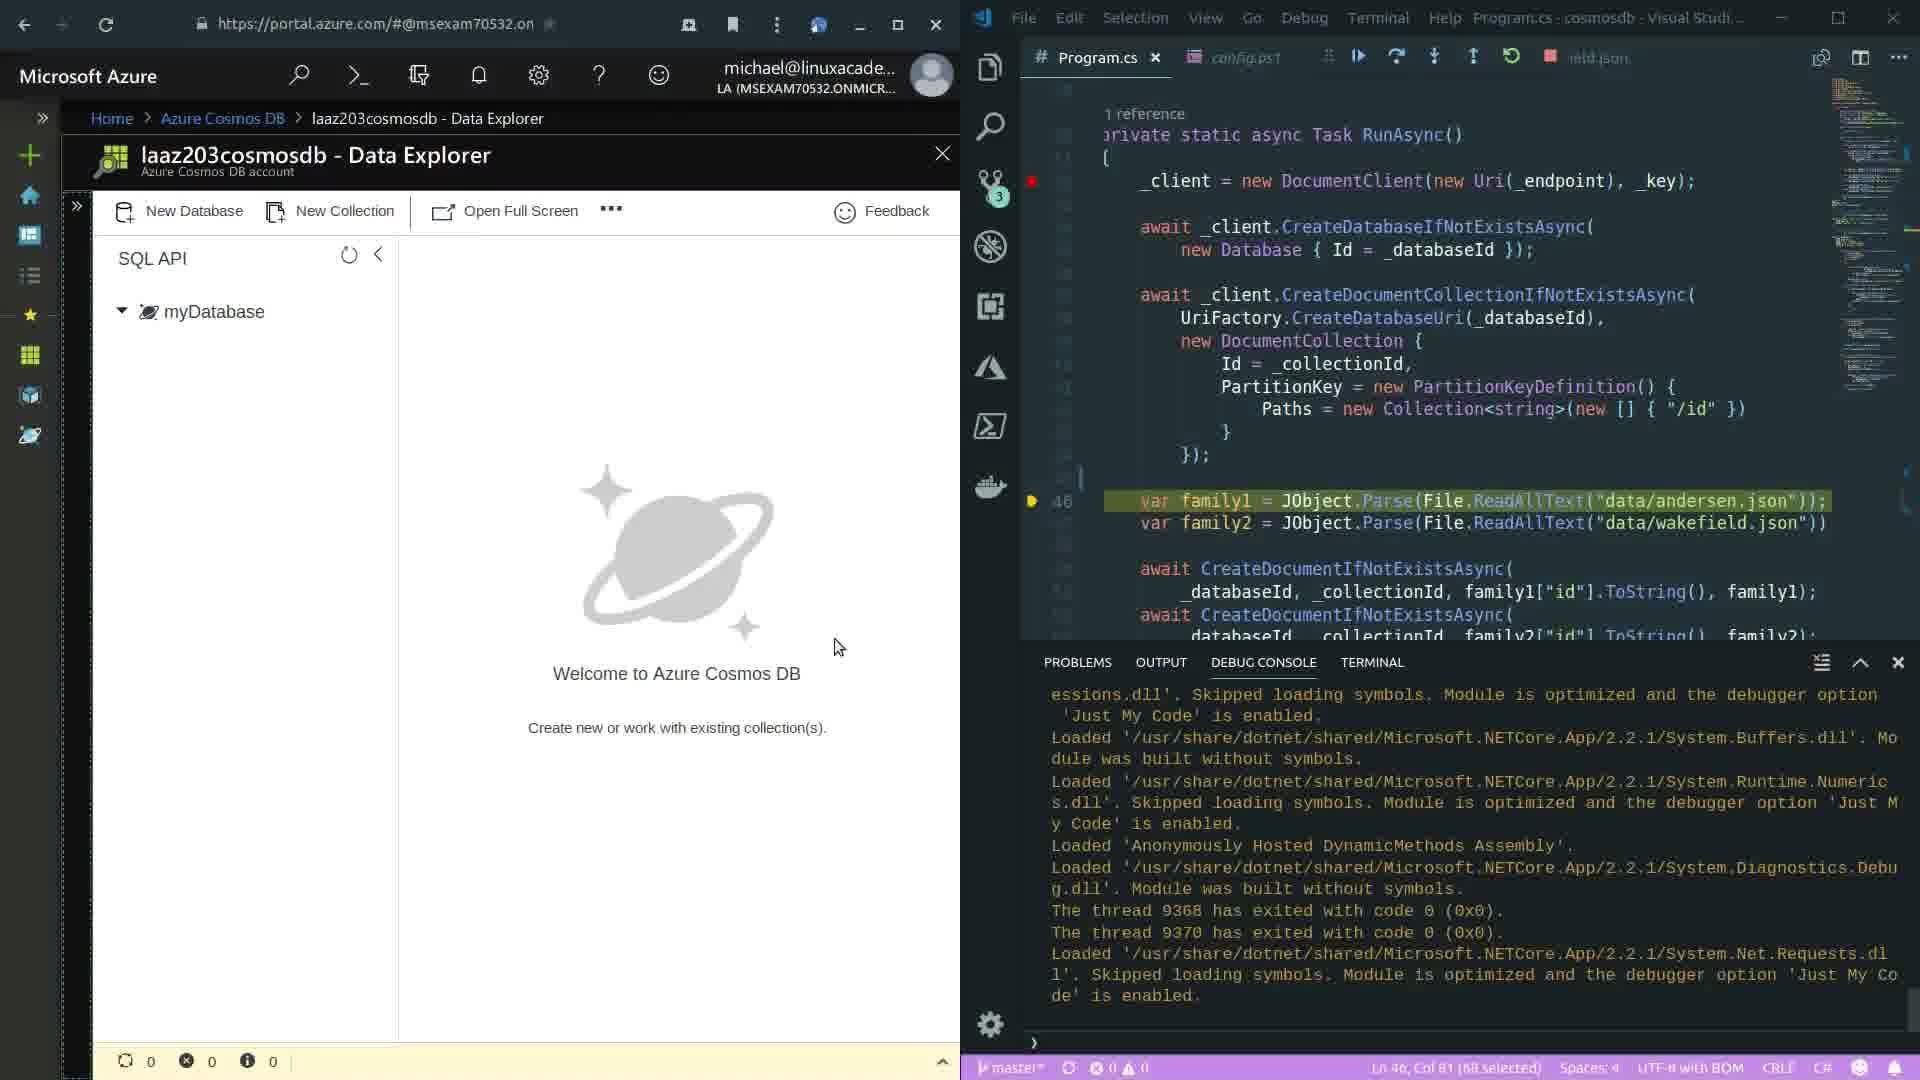 https://portal.azure.com/#@msexam70532.on
Microsoft Azure
michael@linuxacade...
LA (MSEXAM70532.ONMICR...
Home > Azure Cosmos DB > laaz203cosmosdb - Data Explorer
laaz203cosmosdb - Data Explorer
Azure Cosmos DB account
New Database
New Collection
Open Full Screen
Feedback
SQL API
myDatabase
Welcome to Azure Cosmos DB
Create new or work with existing collection(s).
0 0 0
File Edit Selection View Go Debug Terminal Help Program.cs - cosmosdb - Visual Studi...
Program.cs
config.ps1
ield.json
3
1 reference
private static async Task RunAsync()
{
_client = new DocumentClient(new Uri(_endpoint), _key);
await _client.CreateDatabaseIfNotExistsAsync(
new Database { Id = _databaseId });
await _client.CreateDocumentCollectionIfNotExistsAsync(
UriFactory.CreateDatabaseUri(_databaseId),
new DocumentCollection {
Id = _collectionId,
PartitionKey = new PartitionKeyDefinition() {
Paths = new Collection<string>(new [] { "/id" })
}
});
46 var family1 = JObject.Parse(File.ReadAllText("data/andersen.json"));
var family2 = JObject.Parse(File.ReadAllText("data/wakefield.json"))
await CreateDocumentIfNotExistsAsync(
_databaseId, _collectionId, family1["id"].ToString(), family1);
await CreateDocumentIfNotExistsAsync(
_databaseId, _collectionId, family2["id"].ToString(), family2);
PROBLEMS OUTPUT DEBUG CONSOLE TERMINAL
essions.dll'. Skipped loading symbols. Module is optimized and the debugger option
'Just My Code' is enabled.
Loaded '/usr/share/dotnet/shared/Microsoft.NETCore.App/2.2.1/System.Buffers.dll'. Mo
dule was built without symbols.
Loaded '/usr/share/dotnet/shared/Microsoft.NETCore.App/2.2.1/System.Runtime.Numeric
s.dll'. Skipped loading symbols. Module is optimized and the debugger option 'Just M
y Code' is enabled.
Loaded 'Anonymously Hosted DynamicMethods Assembly'.
Loaded '/usr/share/dotnet/shared/Microsoft.NETCore.App/2.2.1/System.Diagnostics.Debu
g.dll'. Module was built without symbols.
The thread 9368 has exited with code 0 (0x0).
The thread 9370 has exited with code 0 (0x0).
Loaded '/usr/share/dotnet/shared/Microsoft.NETCore.App/2.2.1/System.Net.Requests.dl
l'. Skipped loading symbols. Module is optimized and the debugger option 'Just My Co
de' is enabled.
master* 0 0 Ln 46, Col 81 (68 selected) Spaces: 4 UTF-8 with BOM CRLF C#